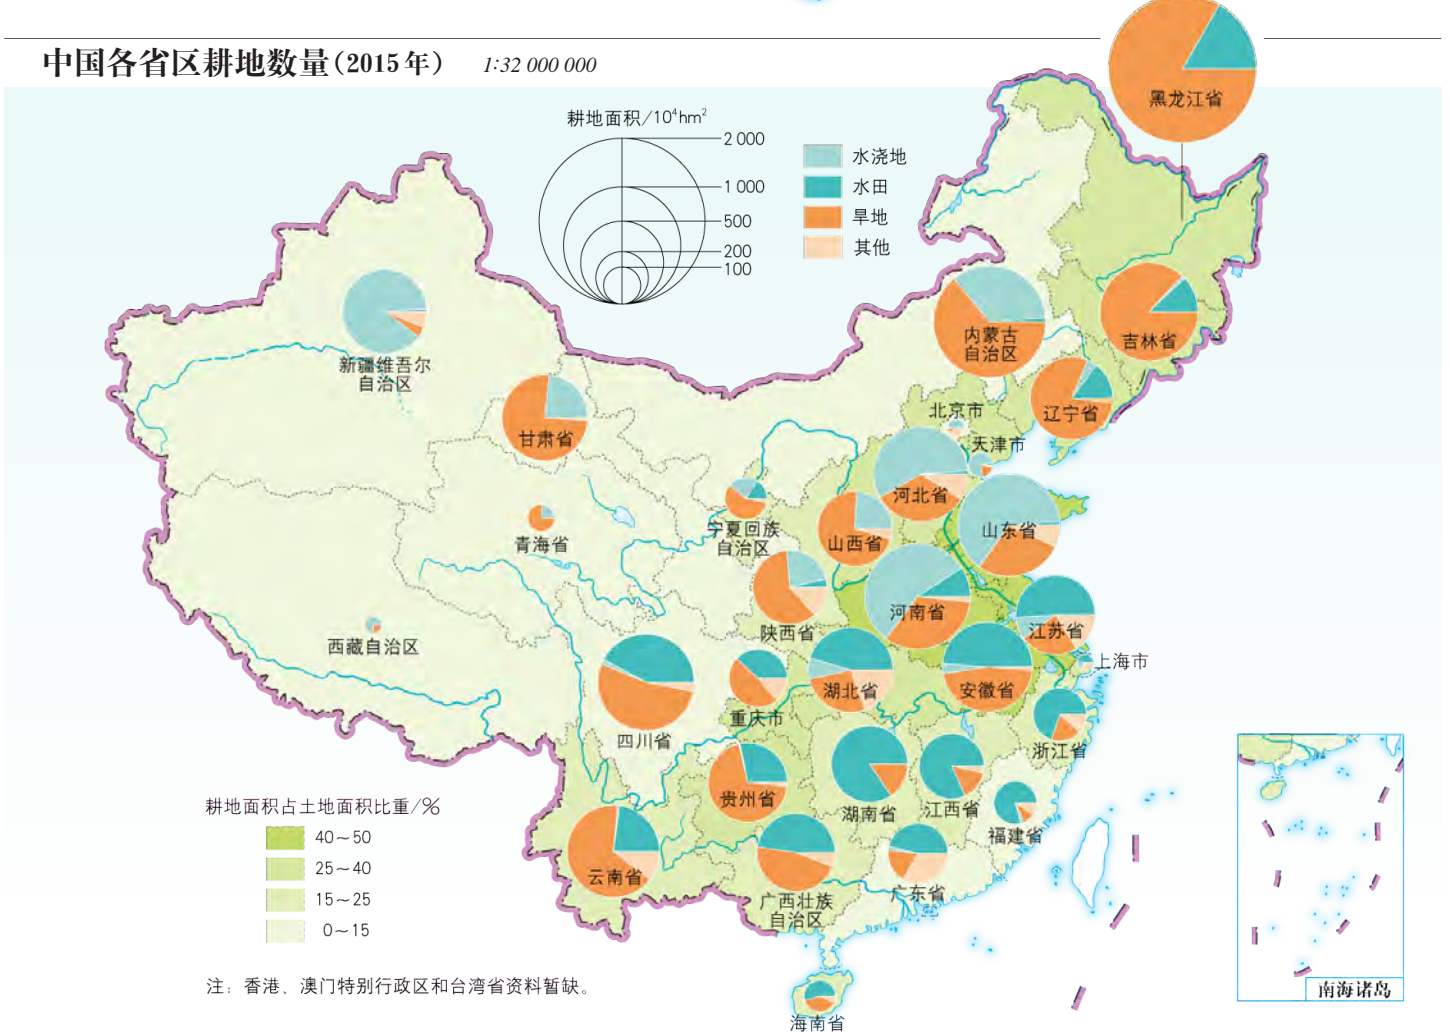 中国各省区耕地数量(2015年) 1:32 000 000
耕地面积/10⁴hm²
2 000
1 000
500
200
100
水浇地
水田
旱地
其他
黑龙江省
吉林省
内蒙古
自治区
辽宁省
北京市
天津市
河北省
山东省
山西省
河南省
宁夏回族
自治区
陕西省
甘肃省
青海省
新疆维吾尔
自治区
西藏自治区
四川省
重庆市
湖北省
安徽省
江苏省
上海市
浙江省
贵州省
湖南省
江西省
福建省
云南省
广西壮族
自治区
广东省
海南省
耕地面积占土地面积比重/%
40~50
25~40
15~25
0~15
注：香港、澳门特别行政区和台湾省资料暂缺。
南海诸岛